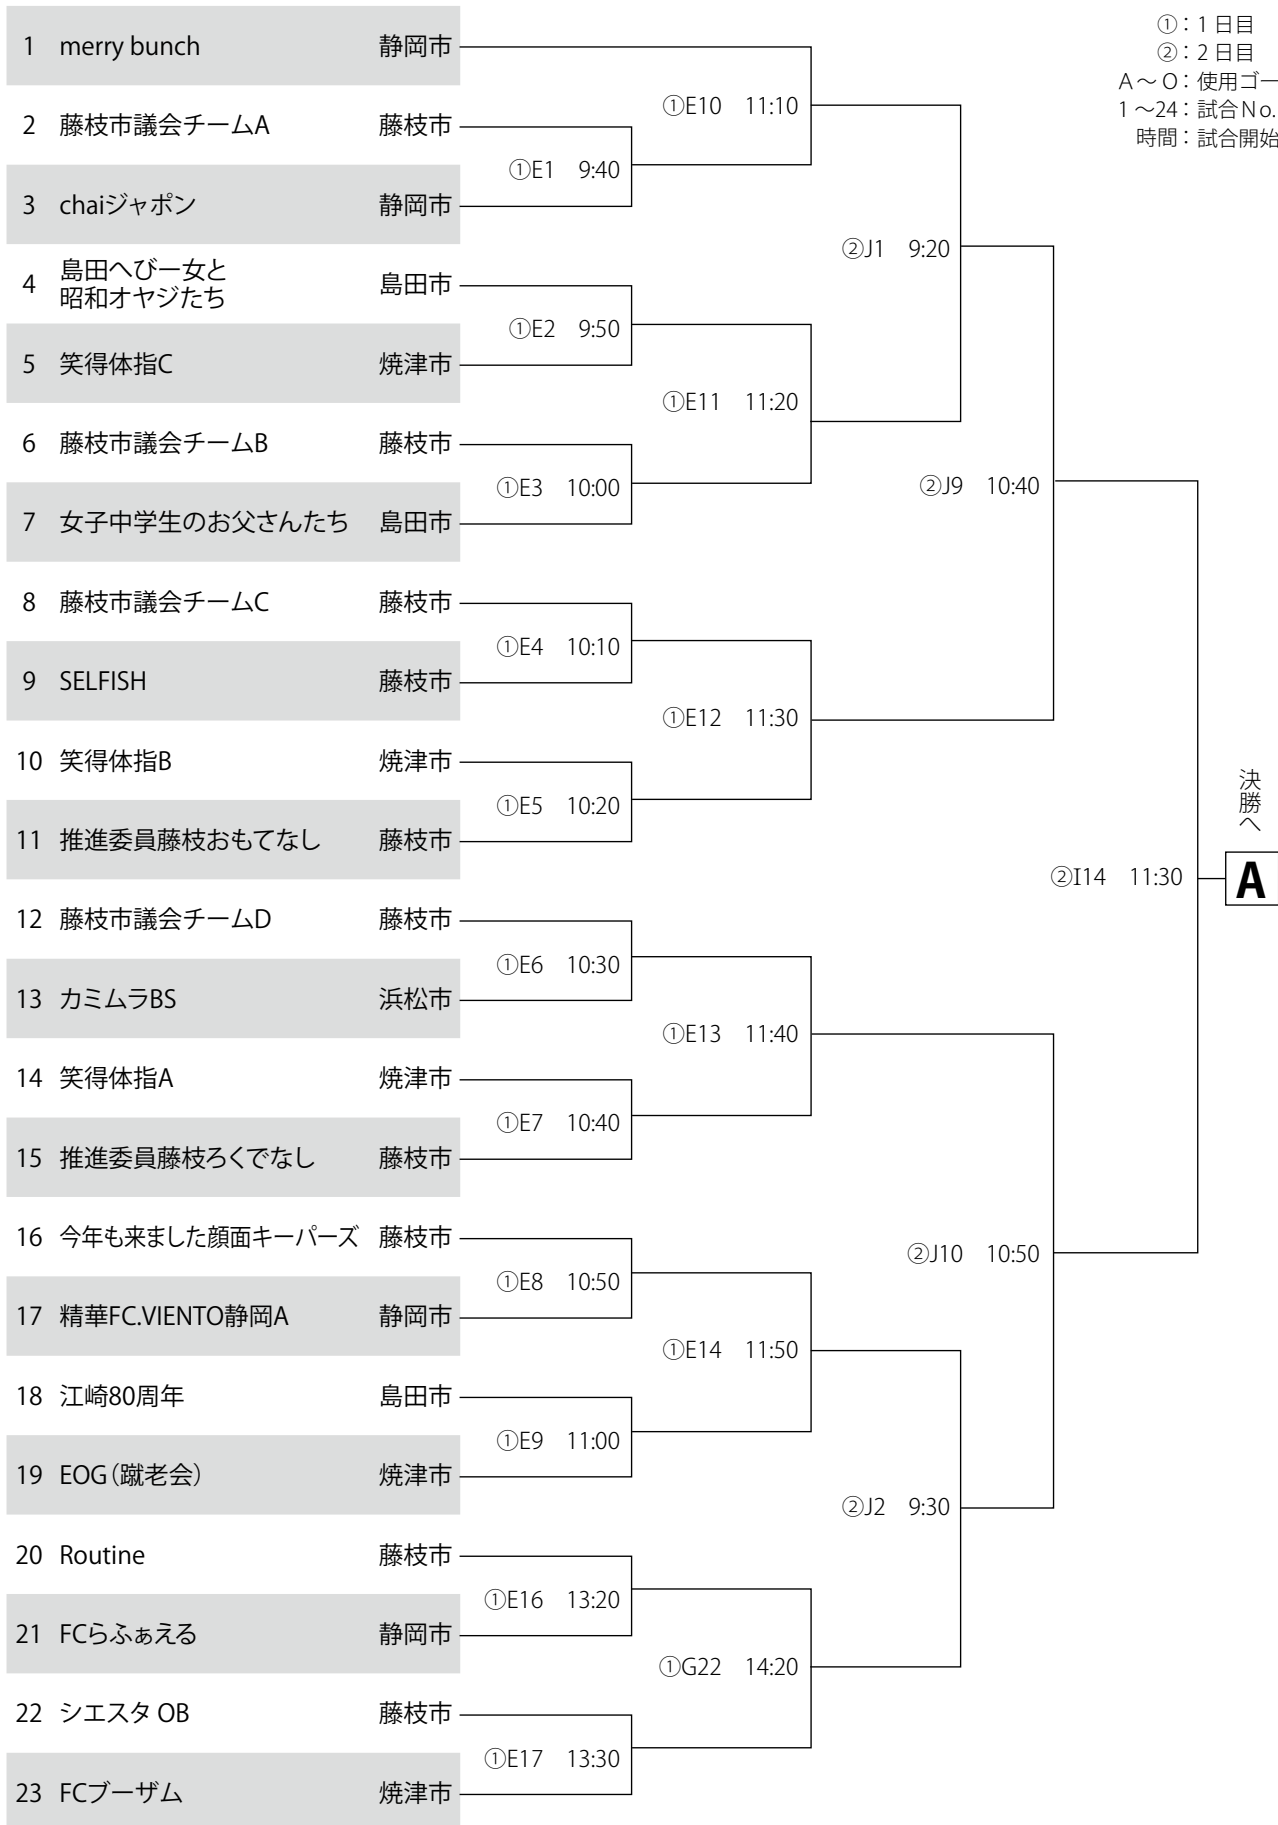 ①：1 日目
②：2 日目
A～O：使用ゴー
1～24：試合No.
時間：試合開始
1 merry bunch 静岡市
2 藤枝市議会チームA 藤枝市
3 chaiジャポン 静岡市
4 島田へびー女と
昭和オヤジたち 島田市
5 笑得体指C 焼津市
6 藤枝市議会チームB 藤枝市
7 女子中学生のお父さんたち 島田市
8 藤枝市議会チームC 藤枝市
9 SELFISH 藤枝市
10 笑得体指B 焼津市
11 推進委員藤枝おもてなし 藤枝市
12 藤枝市議会チームD 藤枝市
13 カミムラBS 浜松市
14 笑得体指A 焼津市
15 推進委員藤枝ろくでなし 藤枝市
16 今年も来ました顔面キーパーズ 藤枝市
17 精華FC.VIENTO静岡A 静岡市
18 江崎80周年 島田市
19 EOG（蹴老会） 焼津市
20 Routine 藤枝市
21 FCらふぁえる 静岡市
22 シエスタ OB 藤枝市
23 FCブーザム 焼津市
①E1 9:40
①E2 9:50
①E3 10:00
①E4 10:10
①E5 10:20
①E6 10:30
①E7 10:40
①E8 10:50
①E9 11:00
①E16 13:20
①E17 13:30
①E10 11:10
①E11 11:20
①E12 11:30
①E13 11:40
①E14 11:50
①G22 14:20
②J1 9:20
②J2 9:30
②J9 10:40
②J10 10:50
②I14 11:30
決勝へ
A